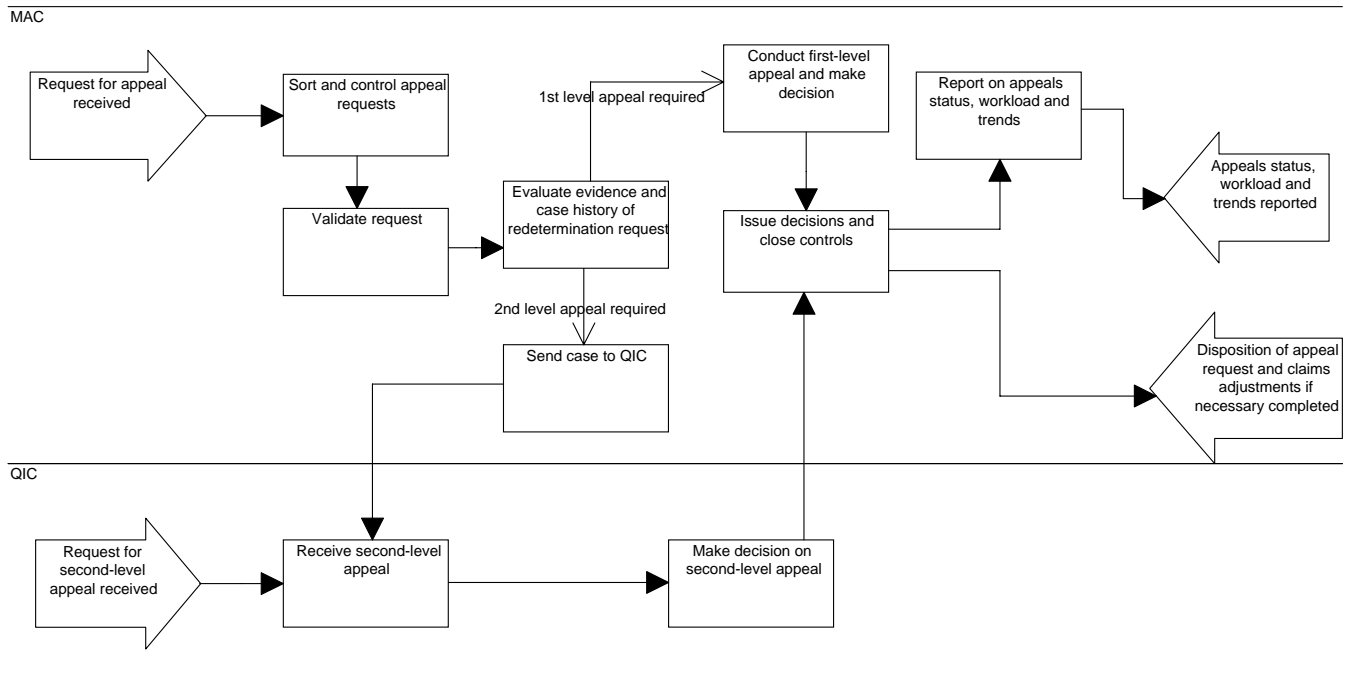 MAC
Request for appeal
received
Sort and control appeal
requests
Validate request
Evaluate evidence and
case history of
redetermination request
1st level appeal required
2nd level appeal required
Send case to QIC
Conduct first-level
appeal and make
decision
Issue decisions and
close controls
Report on appeals
status, workload and
trends
Appeals status,
workload and
trends reported
Disposition of appeal
request and claims
adjustments if
necessary completed
QIC
Request for
second-level
appeal received
Receive second-level
appeal
Make decision on
second-level appeal